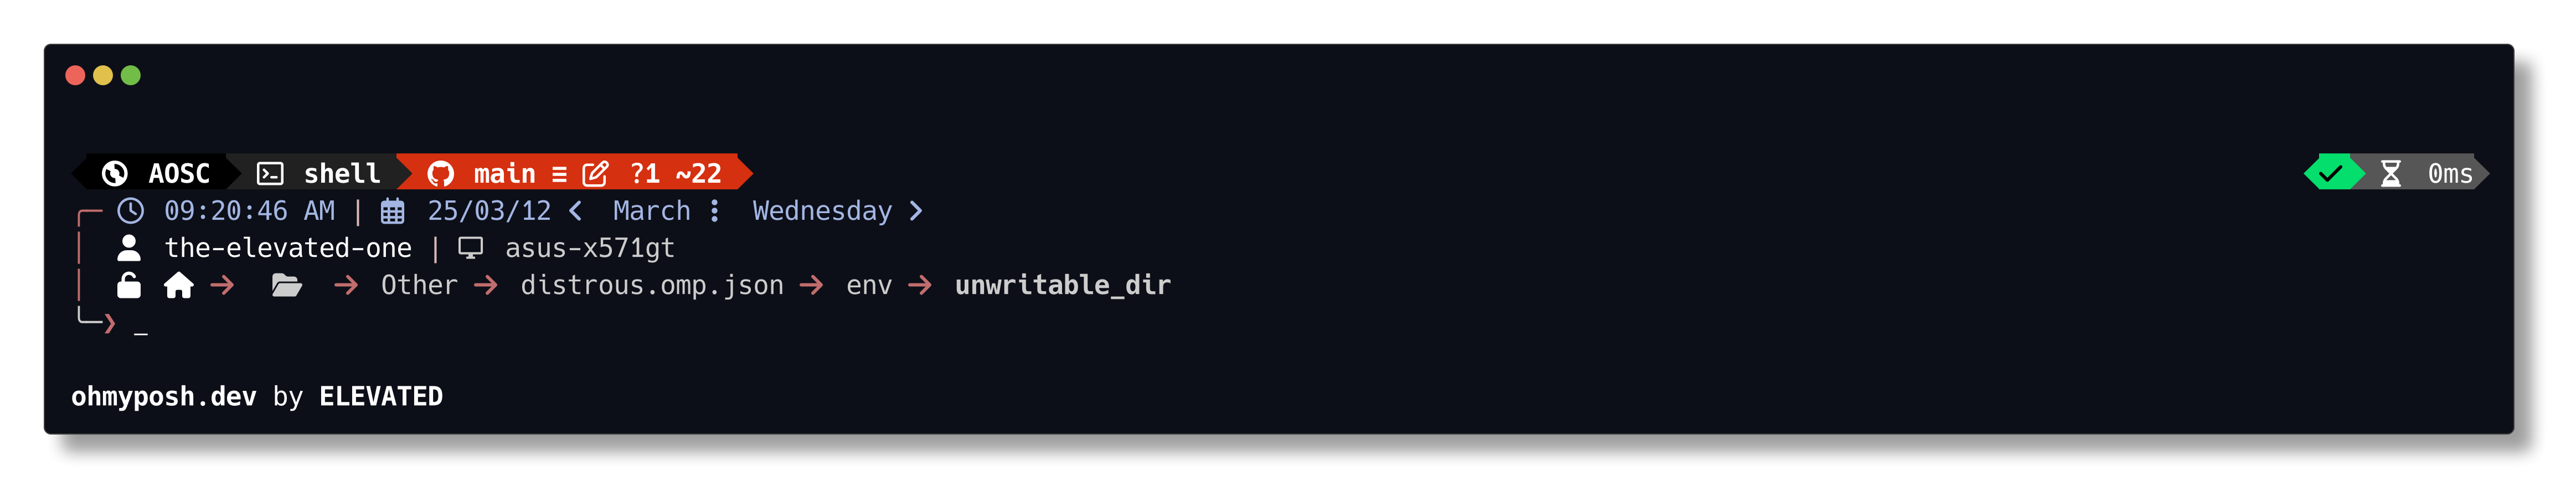 AOSC shell main ≡ ?1 ~22 0ms
09:20:46 AM | 25/03/12 < March ⋮ Wednesday >
the-elevated-one | asus-x571gt
→ → Other → distrous.omp.json → env → unwritable_dir
❯ _
ohmyposh.dev by ELEVATED